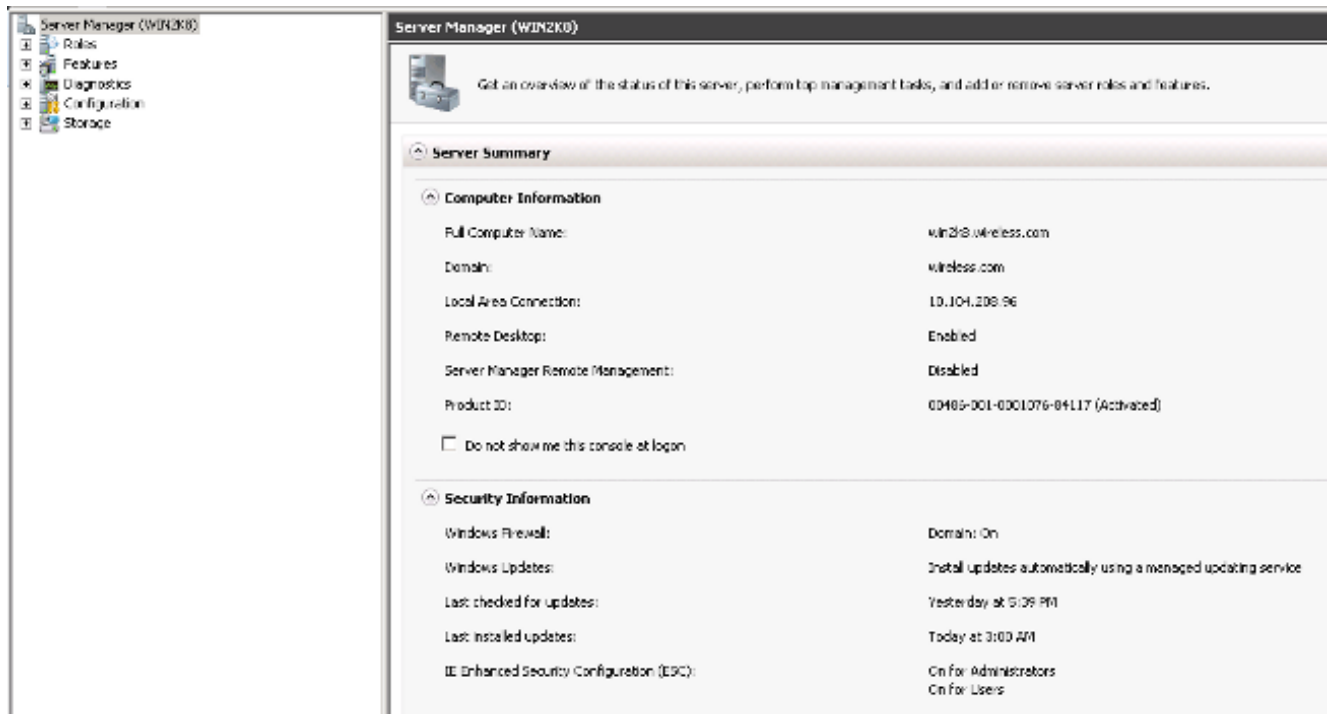 Server Manager (WIN2K8)
Roles
Features
Diagnostics
Configuration
Storage
Server Manager (WIN2K8)
Get an overview of the status of this server, perform top management tasks, and add or remove server roles and features.
Server Summary
Computer Information
Full Computer Name: win2k8.wireless.com
Domain: wireless.com
Local Area Connection: 10.104.208.96
Remote Desktop: Enabled
Server Manager Remote Management: Disabled
Product ID: 00486-001-0001076-84117 (Activated)
Do not show me this console at logon
Security Information
Windows Firewall: Domain: On
Windows Updates: Install updates automatically using a managed updating service
Last checked for updates: Yesterday at 5:39 PM
Last installed updates: Today at 3:00 AM
IE Enhanced Security Configuration (ESC): On for Administrators
On for Users